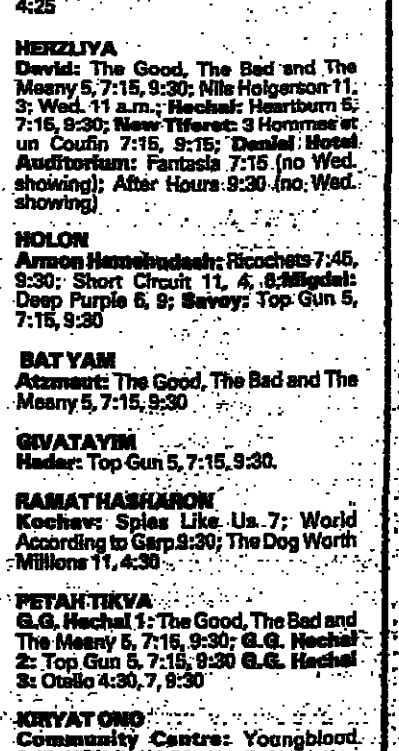 4:25
HERZLIYA
David: The Good, The Bad and The
Meany 5, 7:15, 9:30; Nils Holgerson 11,
3; Wed. 11 a.m.; Hechal: Heartburn 5,
7:15, 9:30; New Tiferet: 3 Hommes et
un Coufin 7:15, 9:15; Daniel Hotel
Auditorium: Fantasia 7:15 (no Wed.
showing); After Hours 9:30 (no Wed.
showing)
HOLON
Armon Hamehudash: Ricochets 7:45,
9:30; Short Circuit 11, 4, 6; Migdal:
Deep Purple 6, 9; Savoy: Top Gun 5,
7:15, 9:30
BAT YAM
Atzmaut: The Good, The Bad and The
Meany 5, 7:15, 9:30
GIVATAYIM
Hadar: Top Gun 5, 7:15, 9:30.
RAMAT HASHARON
Kochav: Spies Like Us 7; World
According to Garp 9:30; The Dog Worth
Millions 11, 4:30
PETAH TIKVA
G.G. Hechal 1: The Good, The Bad and
The Meany 5, 7:15, 9:30; G.G. Hechal
2: Top Gun 5, 7:15, 9:30 G.G. Hechal
3: Otello 4:30, 7, 9:30
KIRYAT ONO
Community Centre: Youngblood